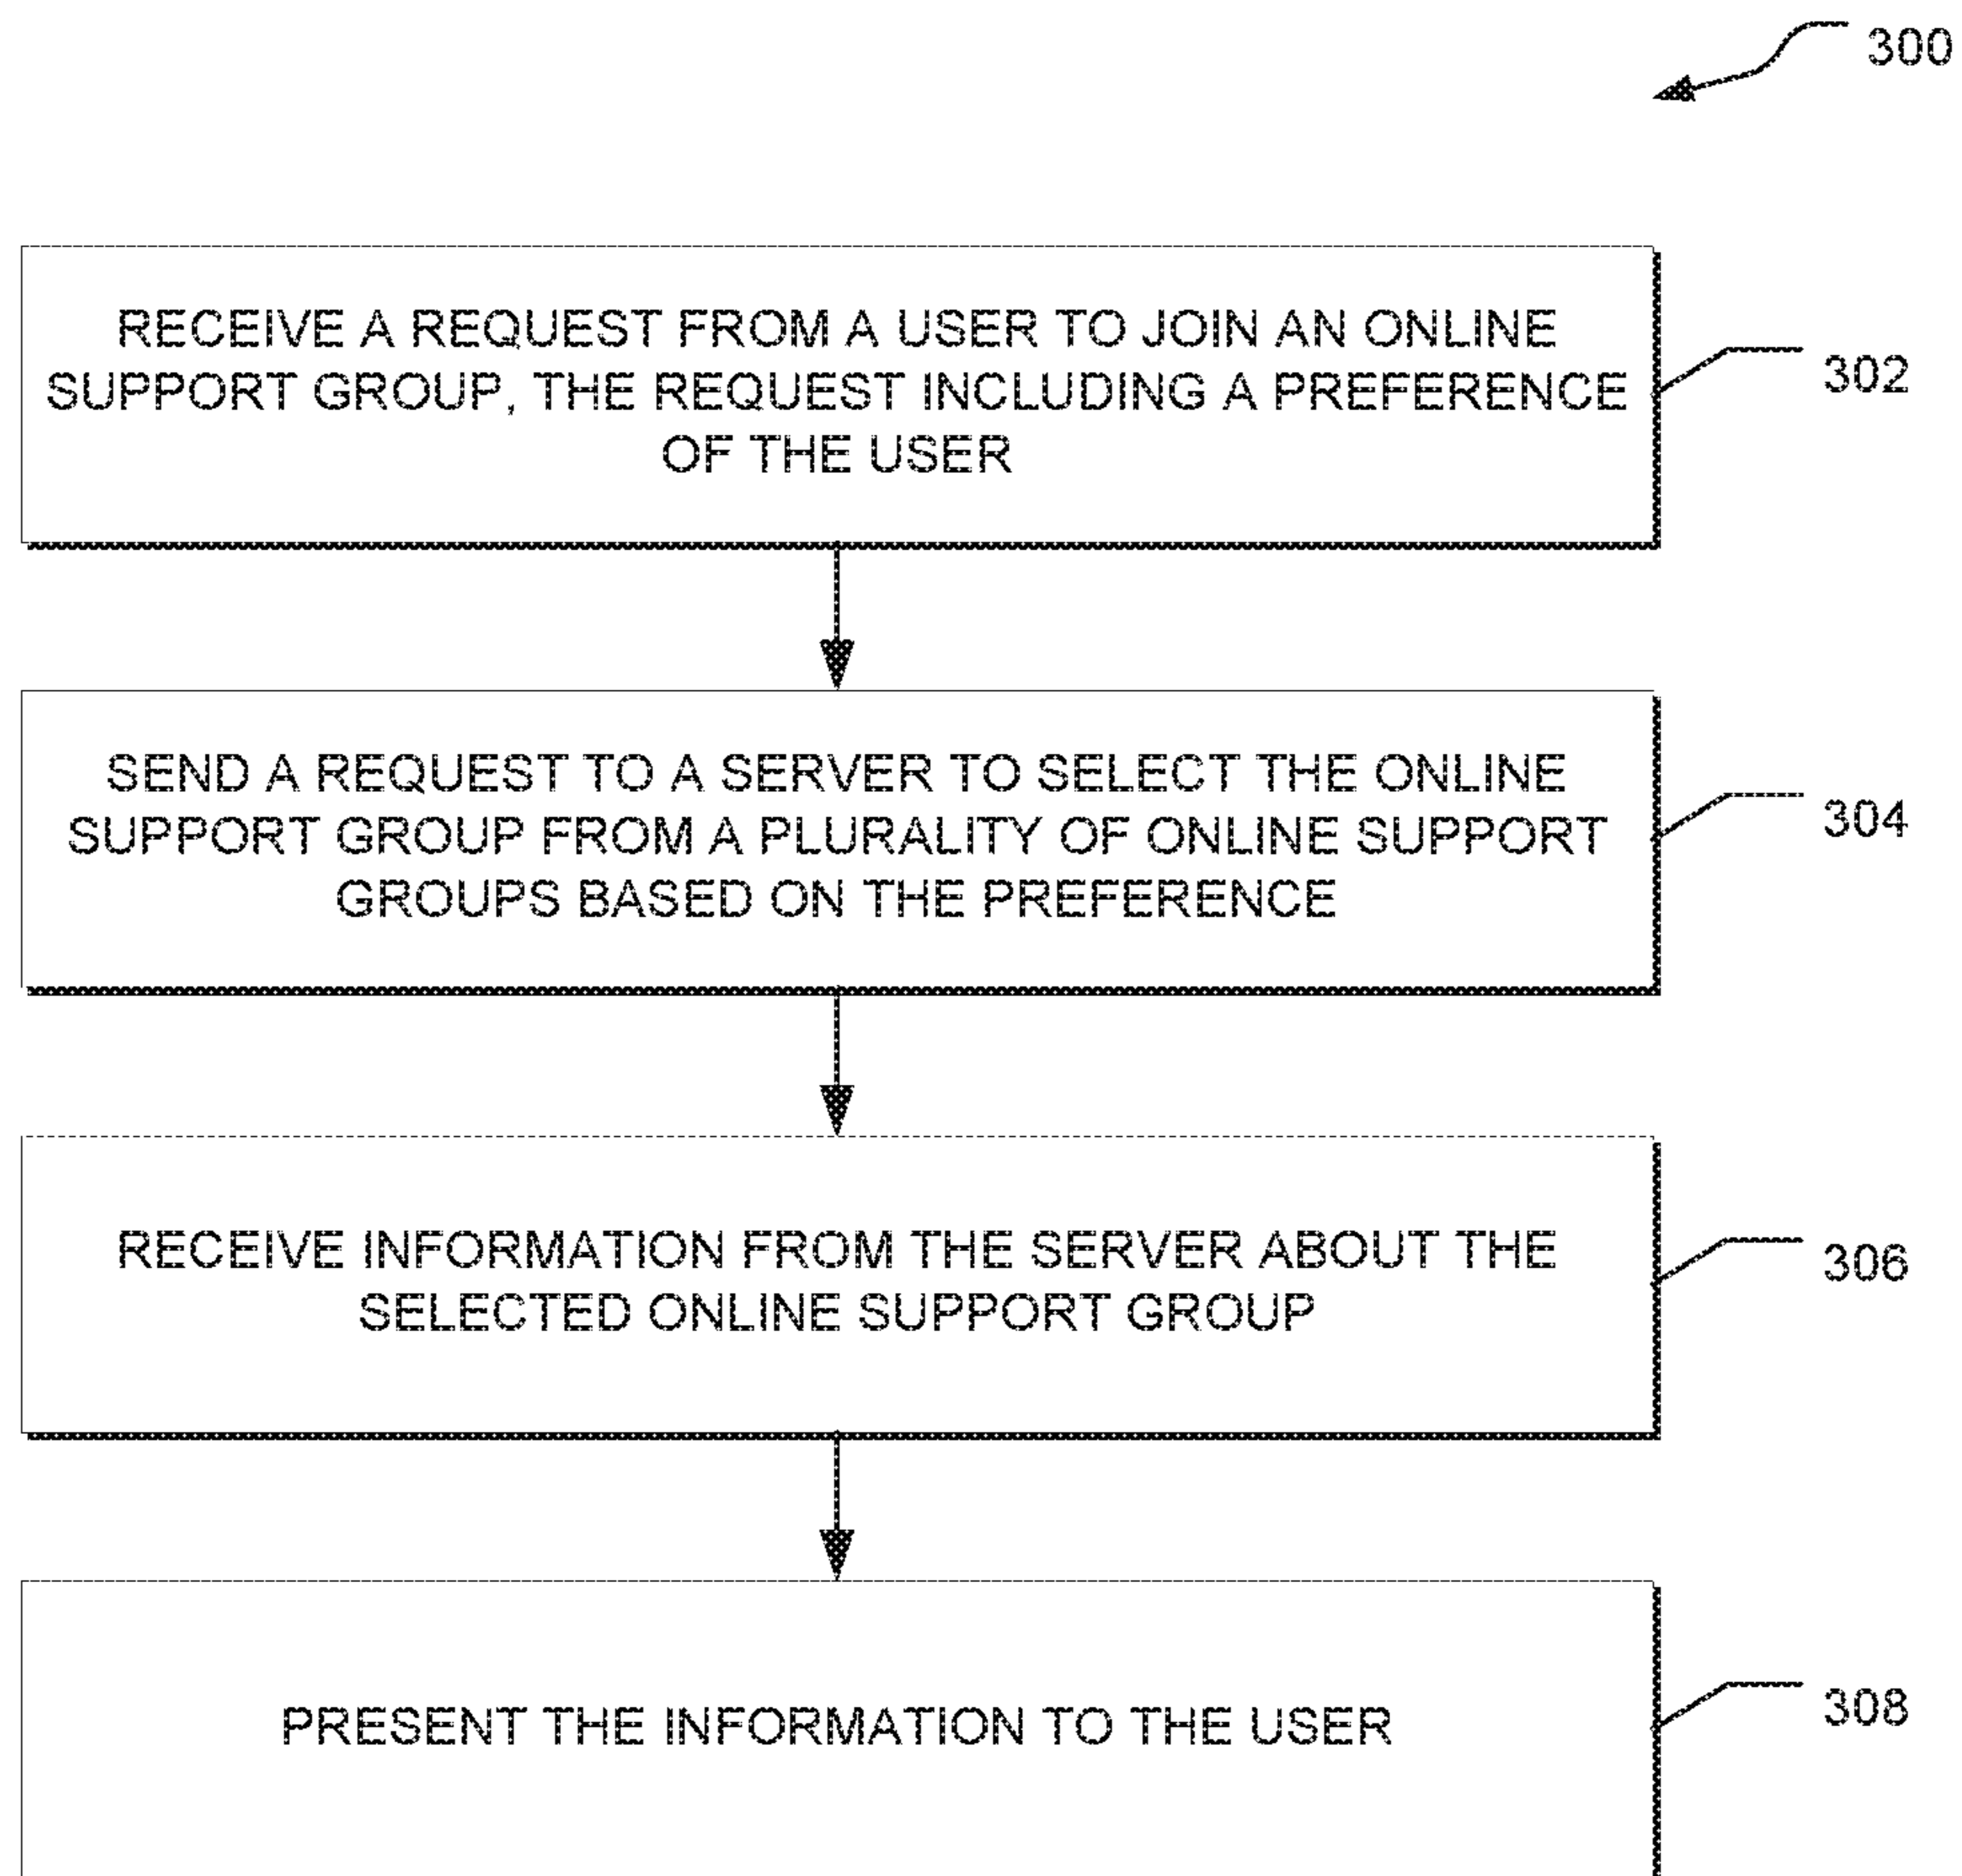 300
RECEIVE A REQUEST FROM A USER TO JOIN AN ONLINE
SUPPORT GROUP, THE REQUEST INCLUDING A PREFERENCE
OF THE USER
302
SEND A REQUEST TO A SERVER TO SELECT THE ONLINE
SUPPORT GROUP FROM A PLURALITY OF ONLINE SUPPORT
GROUPS BASED ON THE PREFERENCE
304
RECEIVE INFORMATION FROM THE SERVER ABOUT THE
SELECTED ONLINE SUPPORT GROUP
306
PRESENT THE INFORMATION TO THE USER
308